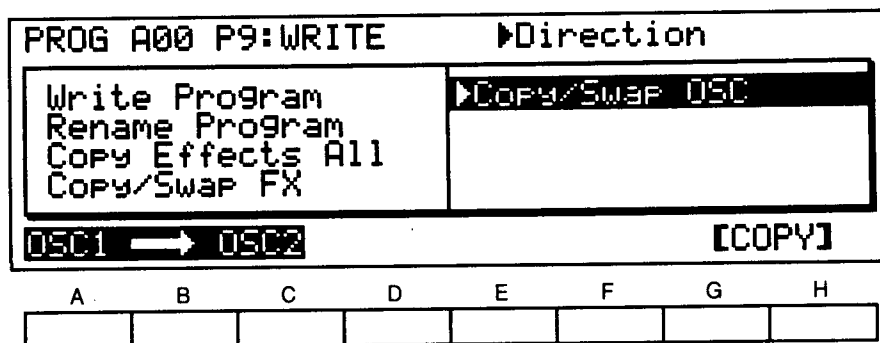 PROG A00 P9:WRITE ▶Direction
Write Program
Rename Program
Copy Effects All
Copy/Swap FX
▶Copy/Swap OSC
OSC1 → OSC2 [COPY]
A B C D E F G H